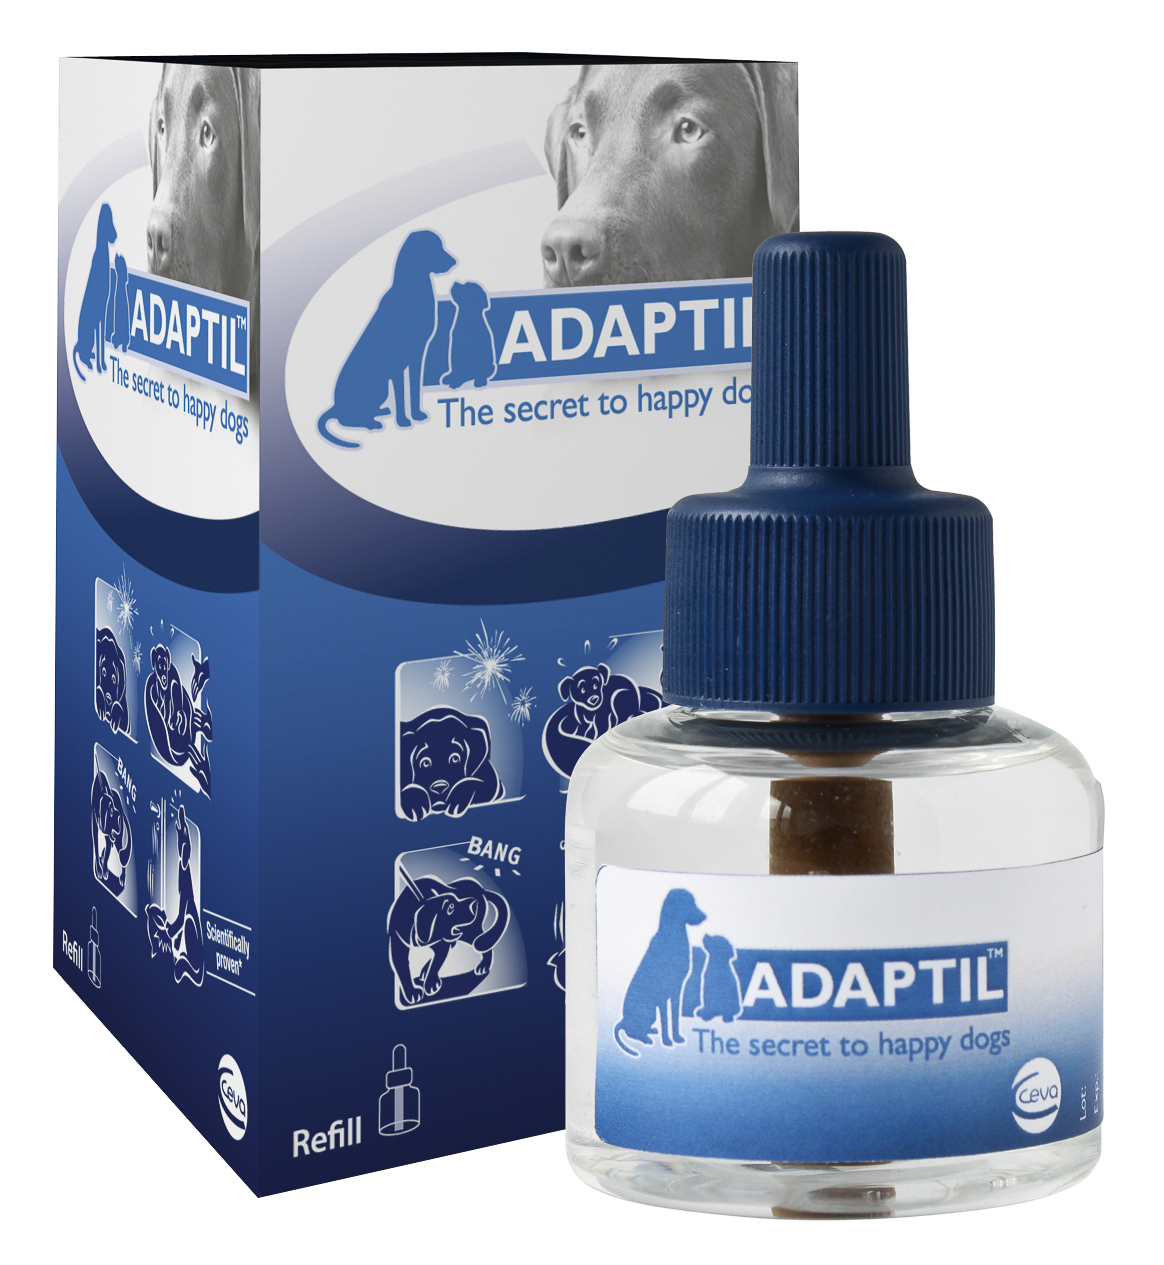 ADAPTIL™
The secret to happy dogs
BANG
Scientifically
proven*
Refill
ceva
ADAPTIL
The secret to happy do
BANG
Refill
ADAPTIL™
The secret to happy dogs
ceva
Lot:
Exp.: